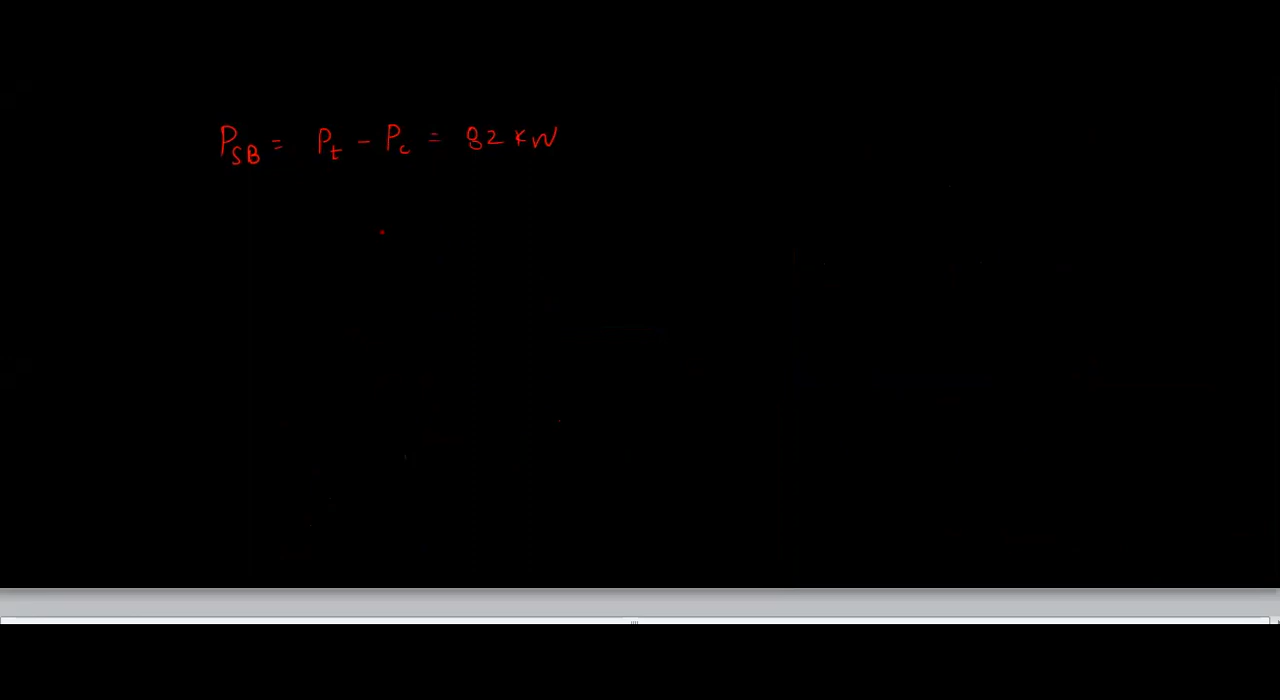 P_SB = P_t - P_c = 82 kW